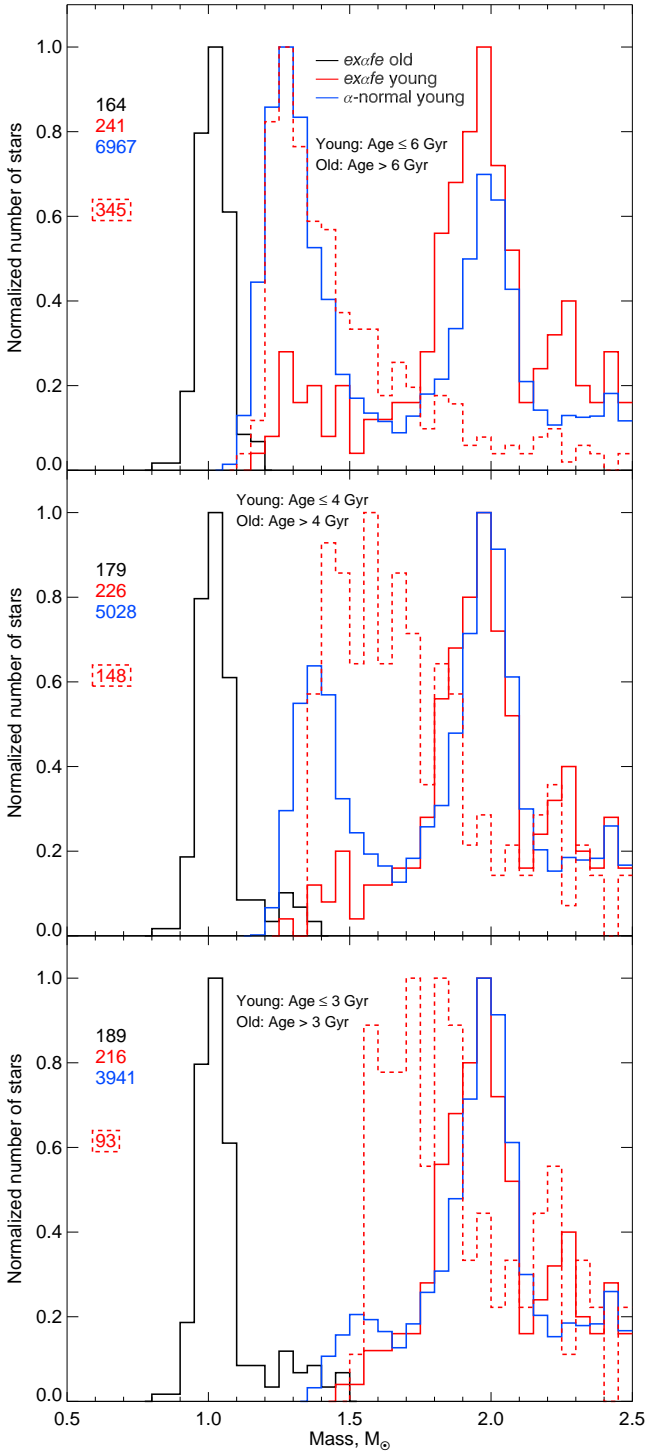 1.0
0.8
0.6
0.4
0.2
0.0
Normalized number of stars
164
241
6967
345
exαfe old
exαfe young
α-normal young
Young: Age ≤ 6 Gyr
Old: Age > 6 Gyr
1.0
0.8
0.6
0.4
0.2
0.0
Normalized number of stars
179
226
5028
148
Young: Age ≤ 4 Gyr
Old: Age > 4 Gyr
1.0
0.8
0.6
0.4
0.2
0.0
Normalized number of stars
189
216
3941
93
Young: Age ≤ 3 Gyr
Old: Age > 3 Gyr
0.5 1.0 1.5 2.0 2.5
Mass, M⊙